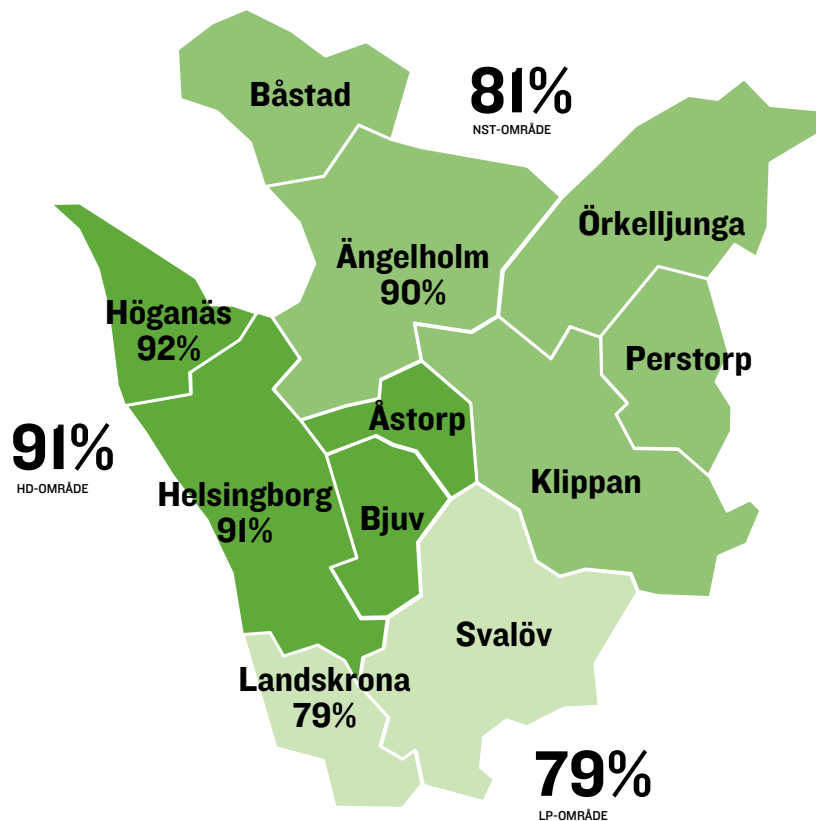 Båstad
81%
NST-OMRÅDE
Örkelljunga
Ängelholm
90%
Höganäs
92%
Perstorp
Åstorp
91%
HD-OMRÅDE
Klippan
Helsingborg
91%
Bjuv
Svalöv
Landskrona
79%
79%
LP-OMRÅDE